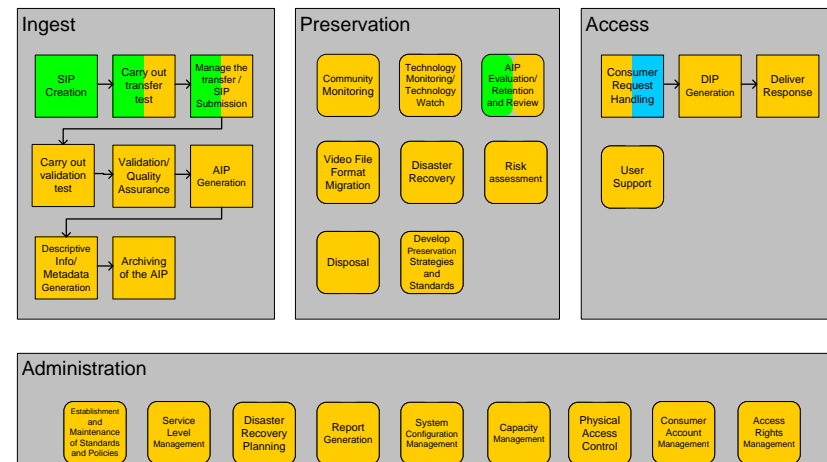 Ingest
SIP
Creation
Carry out
transfer
test
Manage the
transfer /
SIP
Submission
Carry out
validation
test
Validation/
Quality
Assurance
AIP
Generation
Descriptive
Info/
Metadata
Generation
Archiving
of the AIP
Preservation
Community
Monitoring
Technology
Monitoring/
Technology
Watch
AIP
Evaluation/
Retention
and Review
Video File
Format
Migration
Disaster
Recovery
Risk
assessment
Disposal
Develop
Preservation
Strategies
and
Standards
Access
Consumer
Request
Handling
DIP
Generation
Deliver
Response
User
Support
Administration
Establishment
and
Maintenance
of Standards
and Policies
Service
Level
Management
Disaster
Recovery
Planning
Report
Generation
System
Configuration
Management
Capacity
Management
Physical
Access
Control
Consumer
Account
Management
Access
Rights
Management